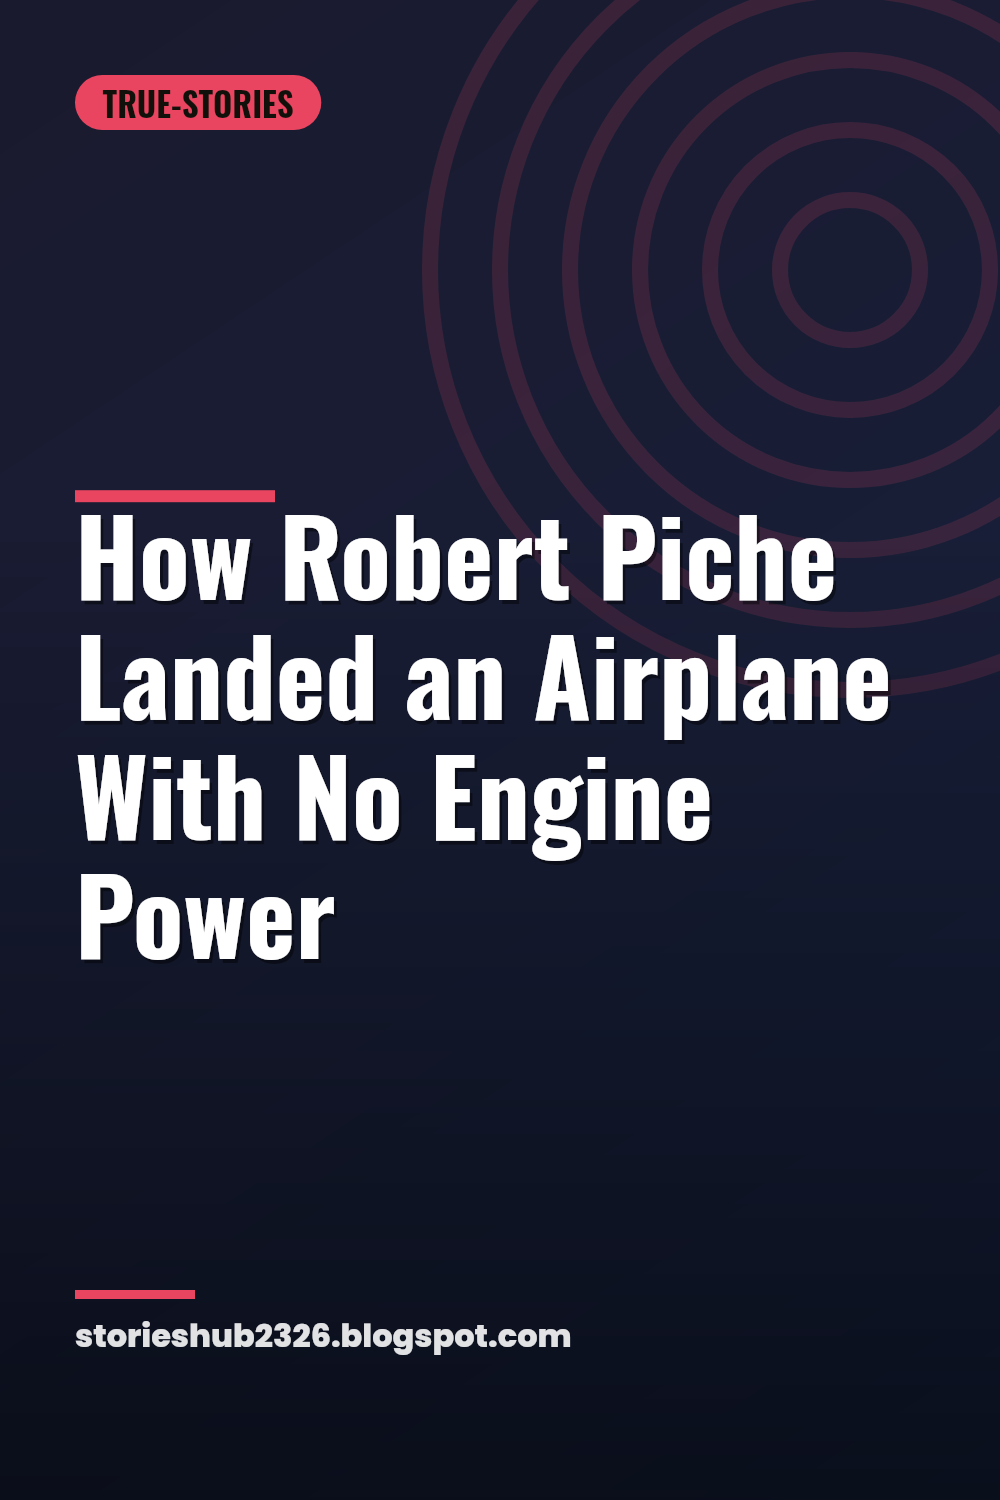 TRUE-STORIES
How Robert Piche
Landed an Airplane
With No Engine
Power
storieshub2326.blogspot.com